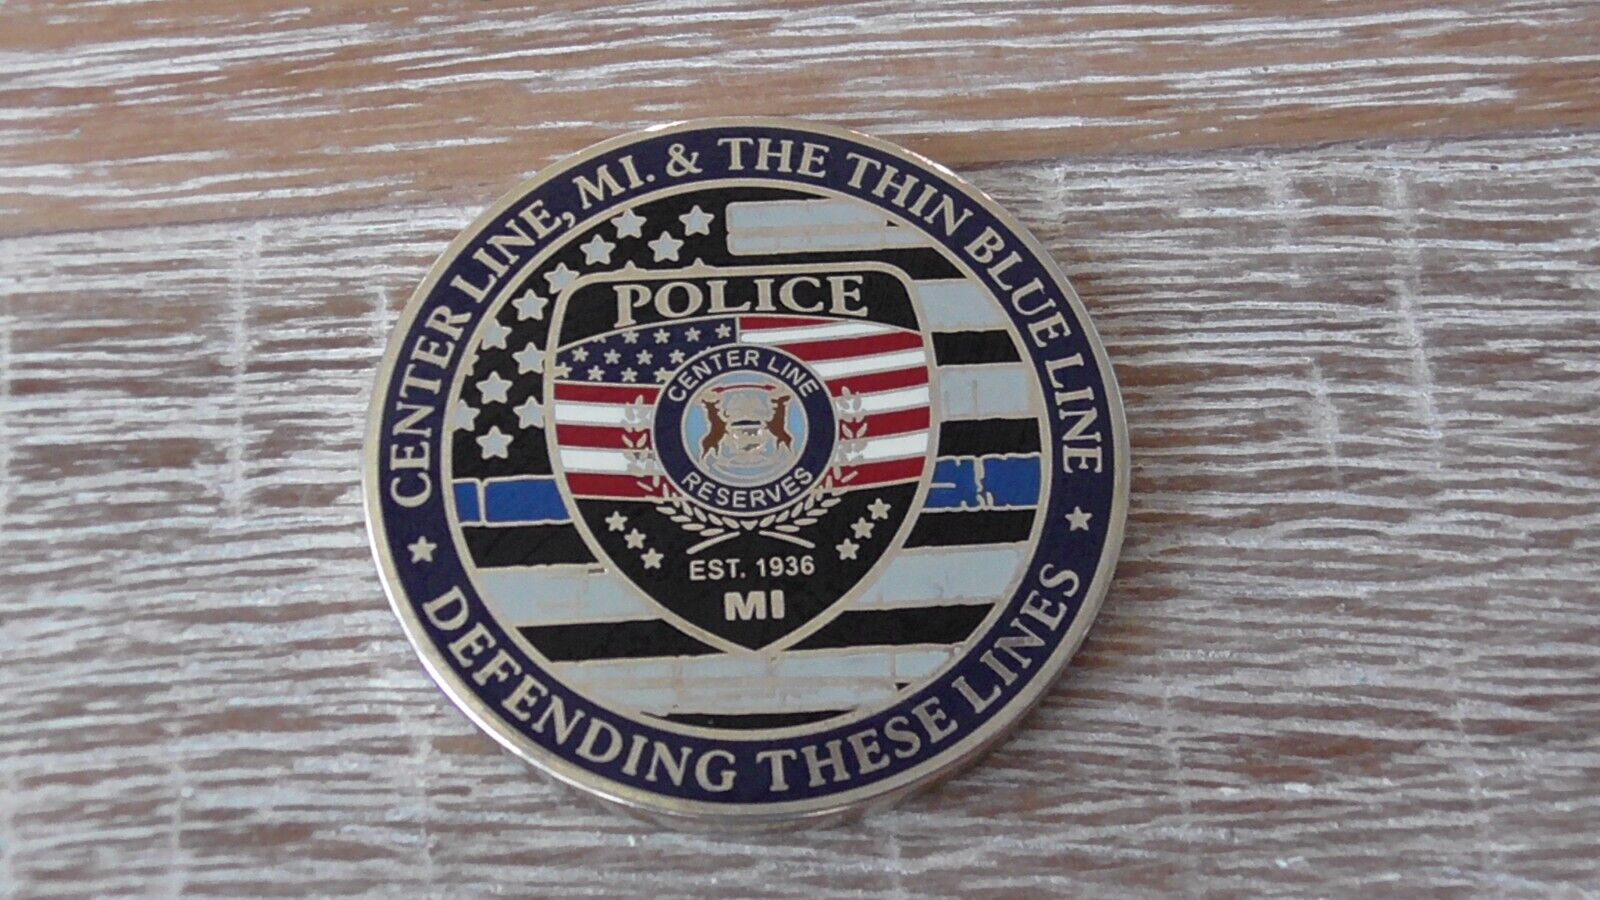 CENTER LINE, MI. & THE THIN BLUE LINE
POLICE
CENTER LINE
RESERVES
EST. 1936
MI
DEFENDING THESE LINES